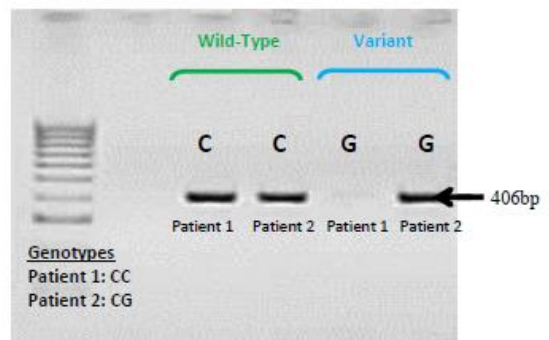 Wild-Type Variant
C C G G
406bp
Patient 1 Patient 2 Patient 1 Patient 2
Genotypes
Patient 1: CC
Patient 2: CG